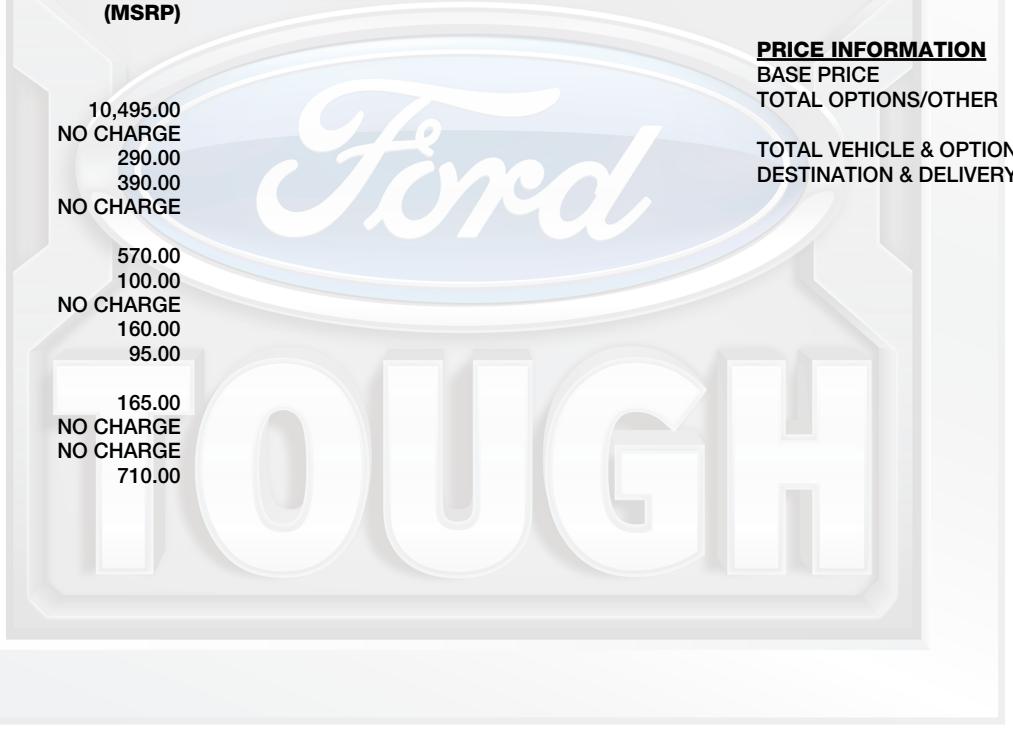 (MSRP)
10,495.00
NO CHARGE
290.00
390.00
NO CHARGE
570.00
100.00
NO CHARGE
160.00
95.00
165.00
NO CHARGE
NO CHARGE
710.00
PRICE INFORMATION
BASE PRICE
TOTAL OPTIONS/OTHER
TOTAL VEHICLE & OPTION
DESTINATION & DELIVERY
Ford
TOUGH